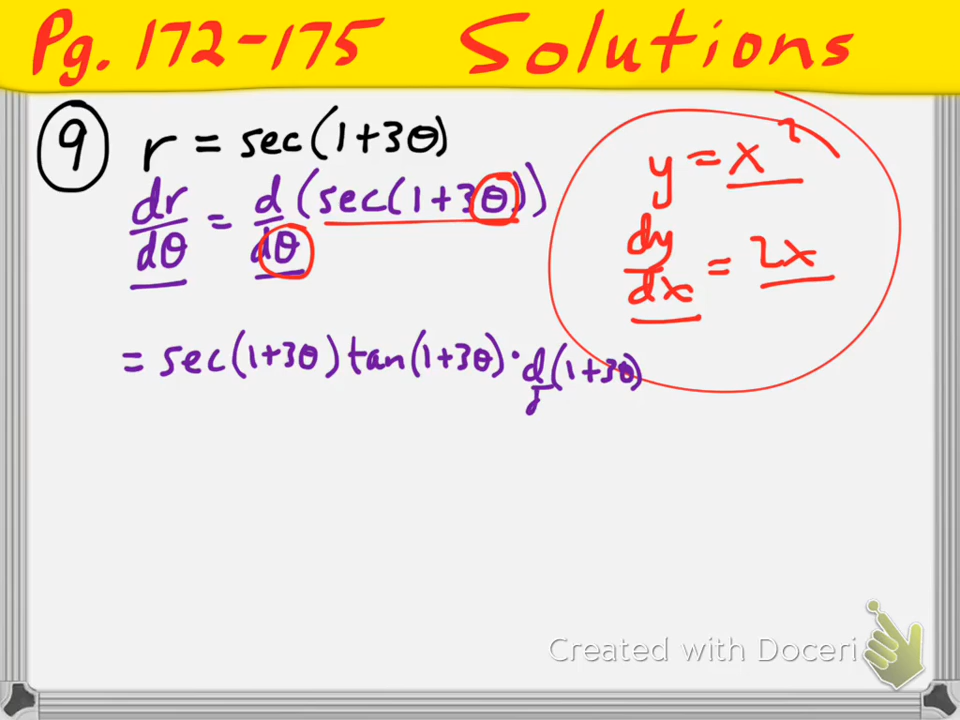 Pg. 172-175 Solutions
9 r = sec(1+3θ)
dr/dθ = d/dθ (sec(1+3θ))
= sec(1+3θ)tan(1+3θ)·d/ (1+3θ)
y = x²
dy/dx = 2x
Created with Doceri